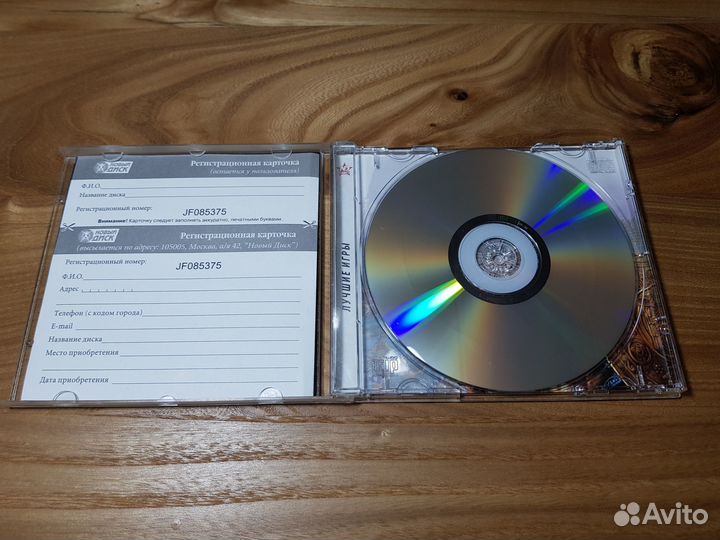 НОВЫЙ ДИСК
Регистрационная карточка
(остается у пользователя)
Ф.И.О.
Название диска
Регистрационный номер: JF085375
Внимание! Карточку следует заполнять аккуратно, печатными буквами.
НОВЫЙ ДИСК
Регистрационная карточка
(высылается по адресу: 105005, Москва, а/я 42, "Новый Диск")
Регистрационный номер: JF085375
Ф.И.О.
Адрес
Телефон (с кодом города)
E-mail
Название диска
Место приобретения
Дата приобретения
ЛУЧШИЕ ИГРЫ
Avito